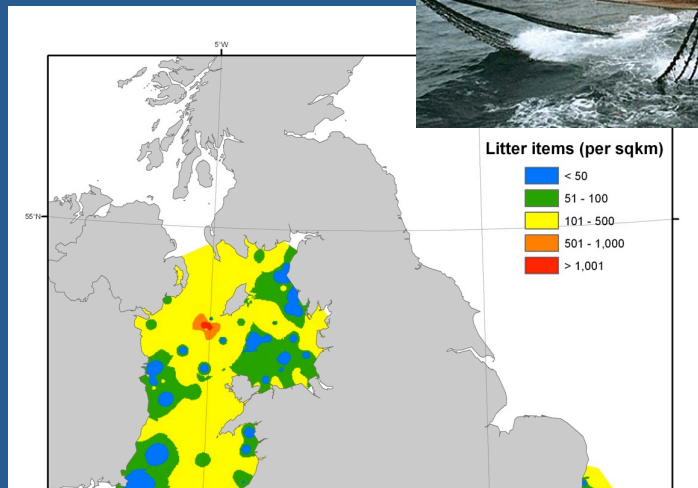 5°W
Litter items (per sqkm)
< 50
51 - 100
55°N
101 - 500
501 - 1,000
> 1,001